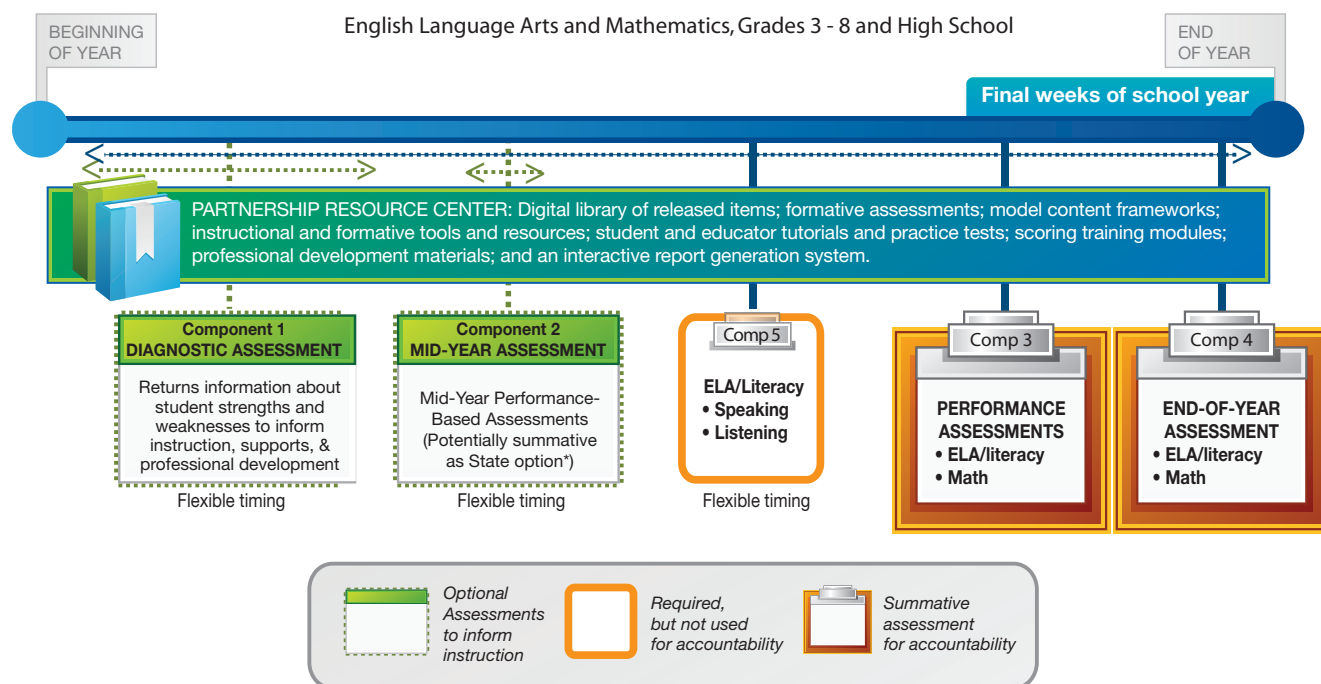 English Language Arts and Mathematics, Grades 3 - 8 and High School
BEGINNING
OF YEAR
END
OF YEAR
Final weeks of school year
PARTNERSHIP RESOURCE CENTER: Digital library of released items; formative assessments; model content frameworks;
instructional and formative tools and resources; student and educator tutorials and practice tests; scoring training modules;
professional development materials; and an interactive report generation system.
Component 1
DIAGNOSTIC ASSESSMENT
Returns information about
student strengths and
weaknesses to inform
instruction, supports, &
professional development
Flexible timing
Component 2
MID-YEAR ASSESSMENT
Mid-Year Performance-
Based Assessments
(Potentially summative
as State option*)
Flexible timing
Comp 5
ELA/Literacy
• Speaking
• Listening
Flexible timing
Comp 3
PERFORMANCE
ASSESSMENTS
• ELA/literacy
• Math
Comp 4
END-OF-YEAR
ASSESSMENT
• ELA/literacy
• Math
Optional
Assessments
to inform
instruction
Required,
but not used
for accountability
Summative
assessment
for accountability